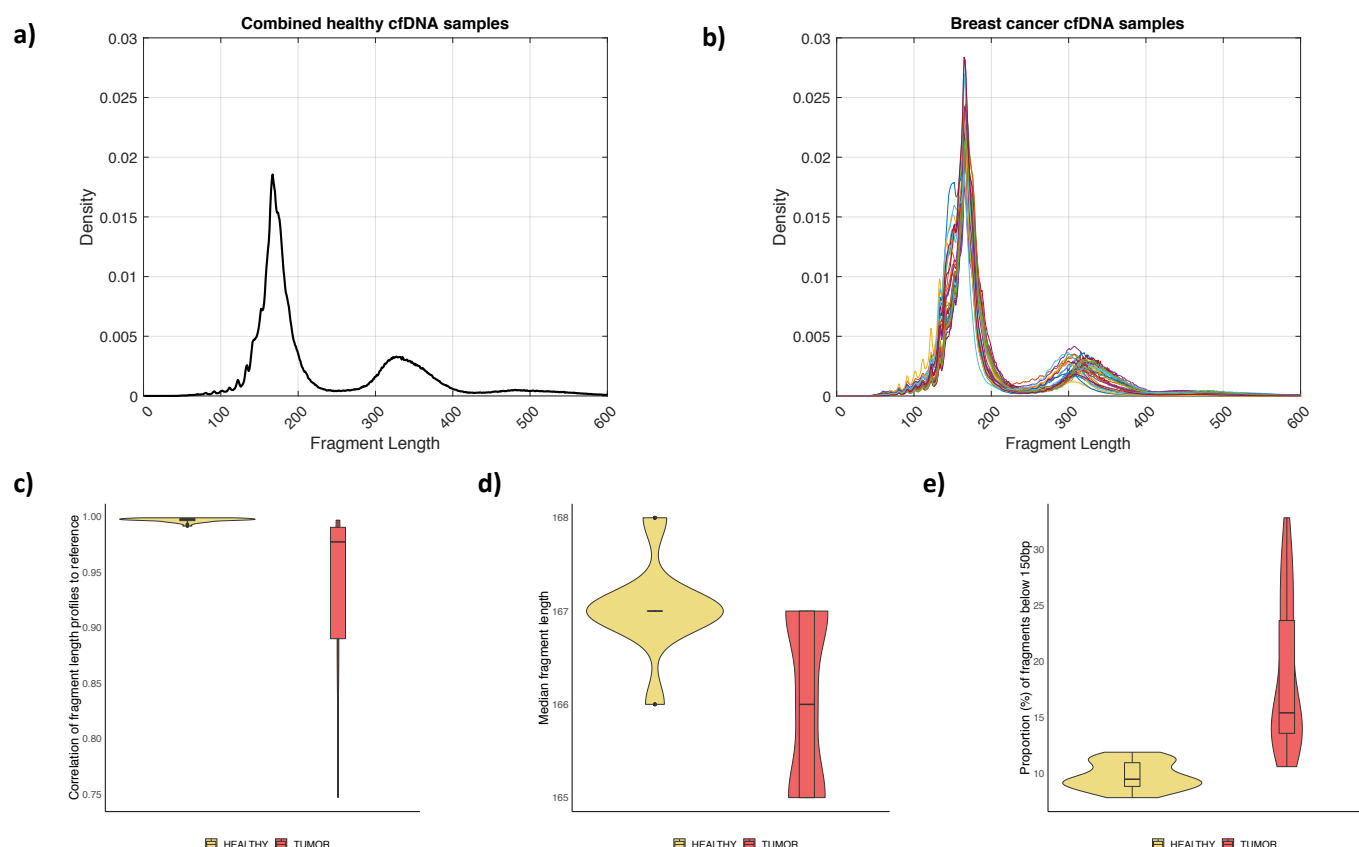 a)
Combined healthy cfDNA samples
0.03
0.025
0.02
0.015
0.01
0.005
0
Density
0
100
200
300
400
500
600
Fragment Length
b)
Breast cancer cfDNA samples
0.03
0.025
0.02
0.015
0.01
0.005
0
Density
0
100
200
300
400
500
600
Fragment Length
c)
Correlation of fragment length profiles to reference
1.00
0.95
0.90
0.85
0.80
0.75
HEALTHY TUMOR
d)
Median fragment length
168
167
166
165
HEALTHY TUMOR
e)
Proportion (%) of fragments below 150bp
30
25
20
15
10
HEALTHY TUMOR